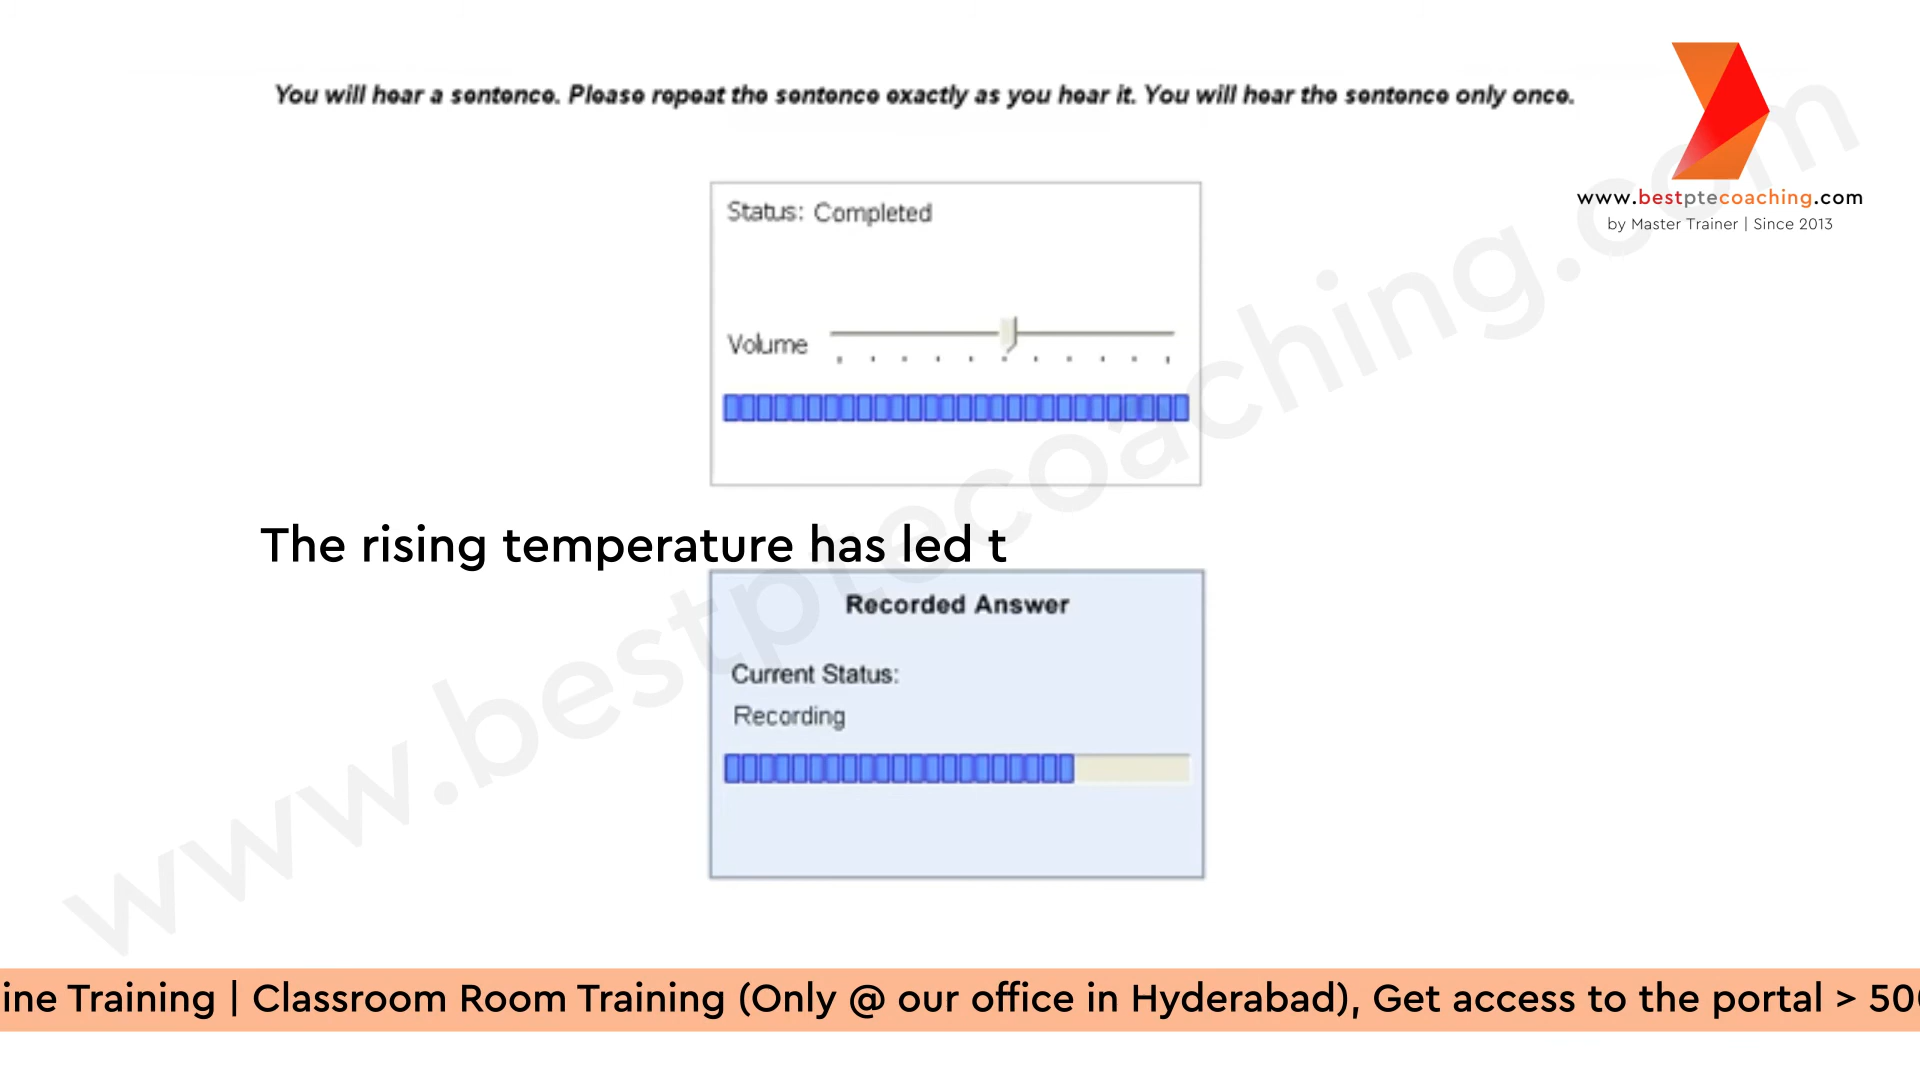 You will hear a sentence. Please repeat the sentence exactly as you hear it. You will hear the sentence only once.
www.bestptecoaching.com
by Master Trainer | Since 2013
Status: Completed
Volume
The rising temperature has led t
Recorded Answer
Current Status:
Recording
www.bestptecoaching.com
ine Training | Classroom Room Training (Only @ our office in Hyderabad), Get access to the portal > 50